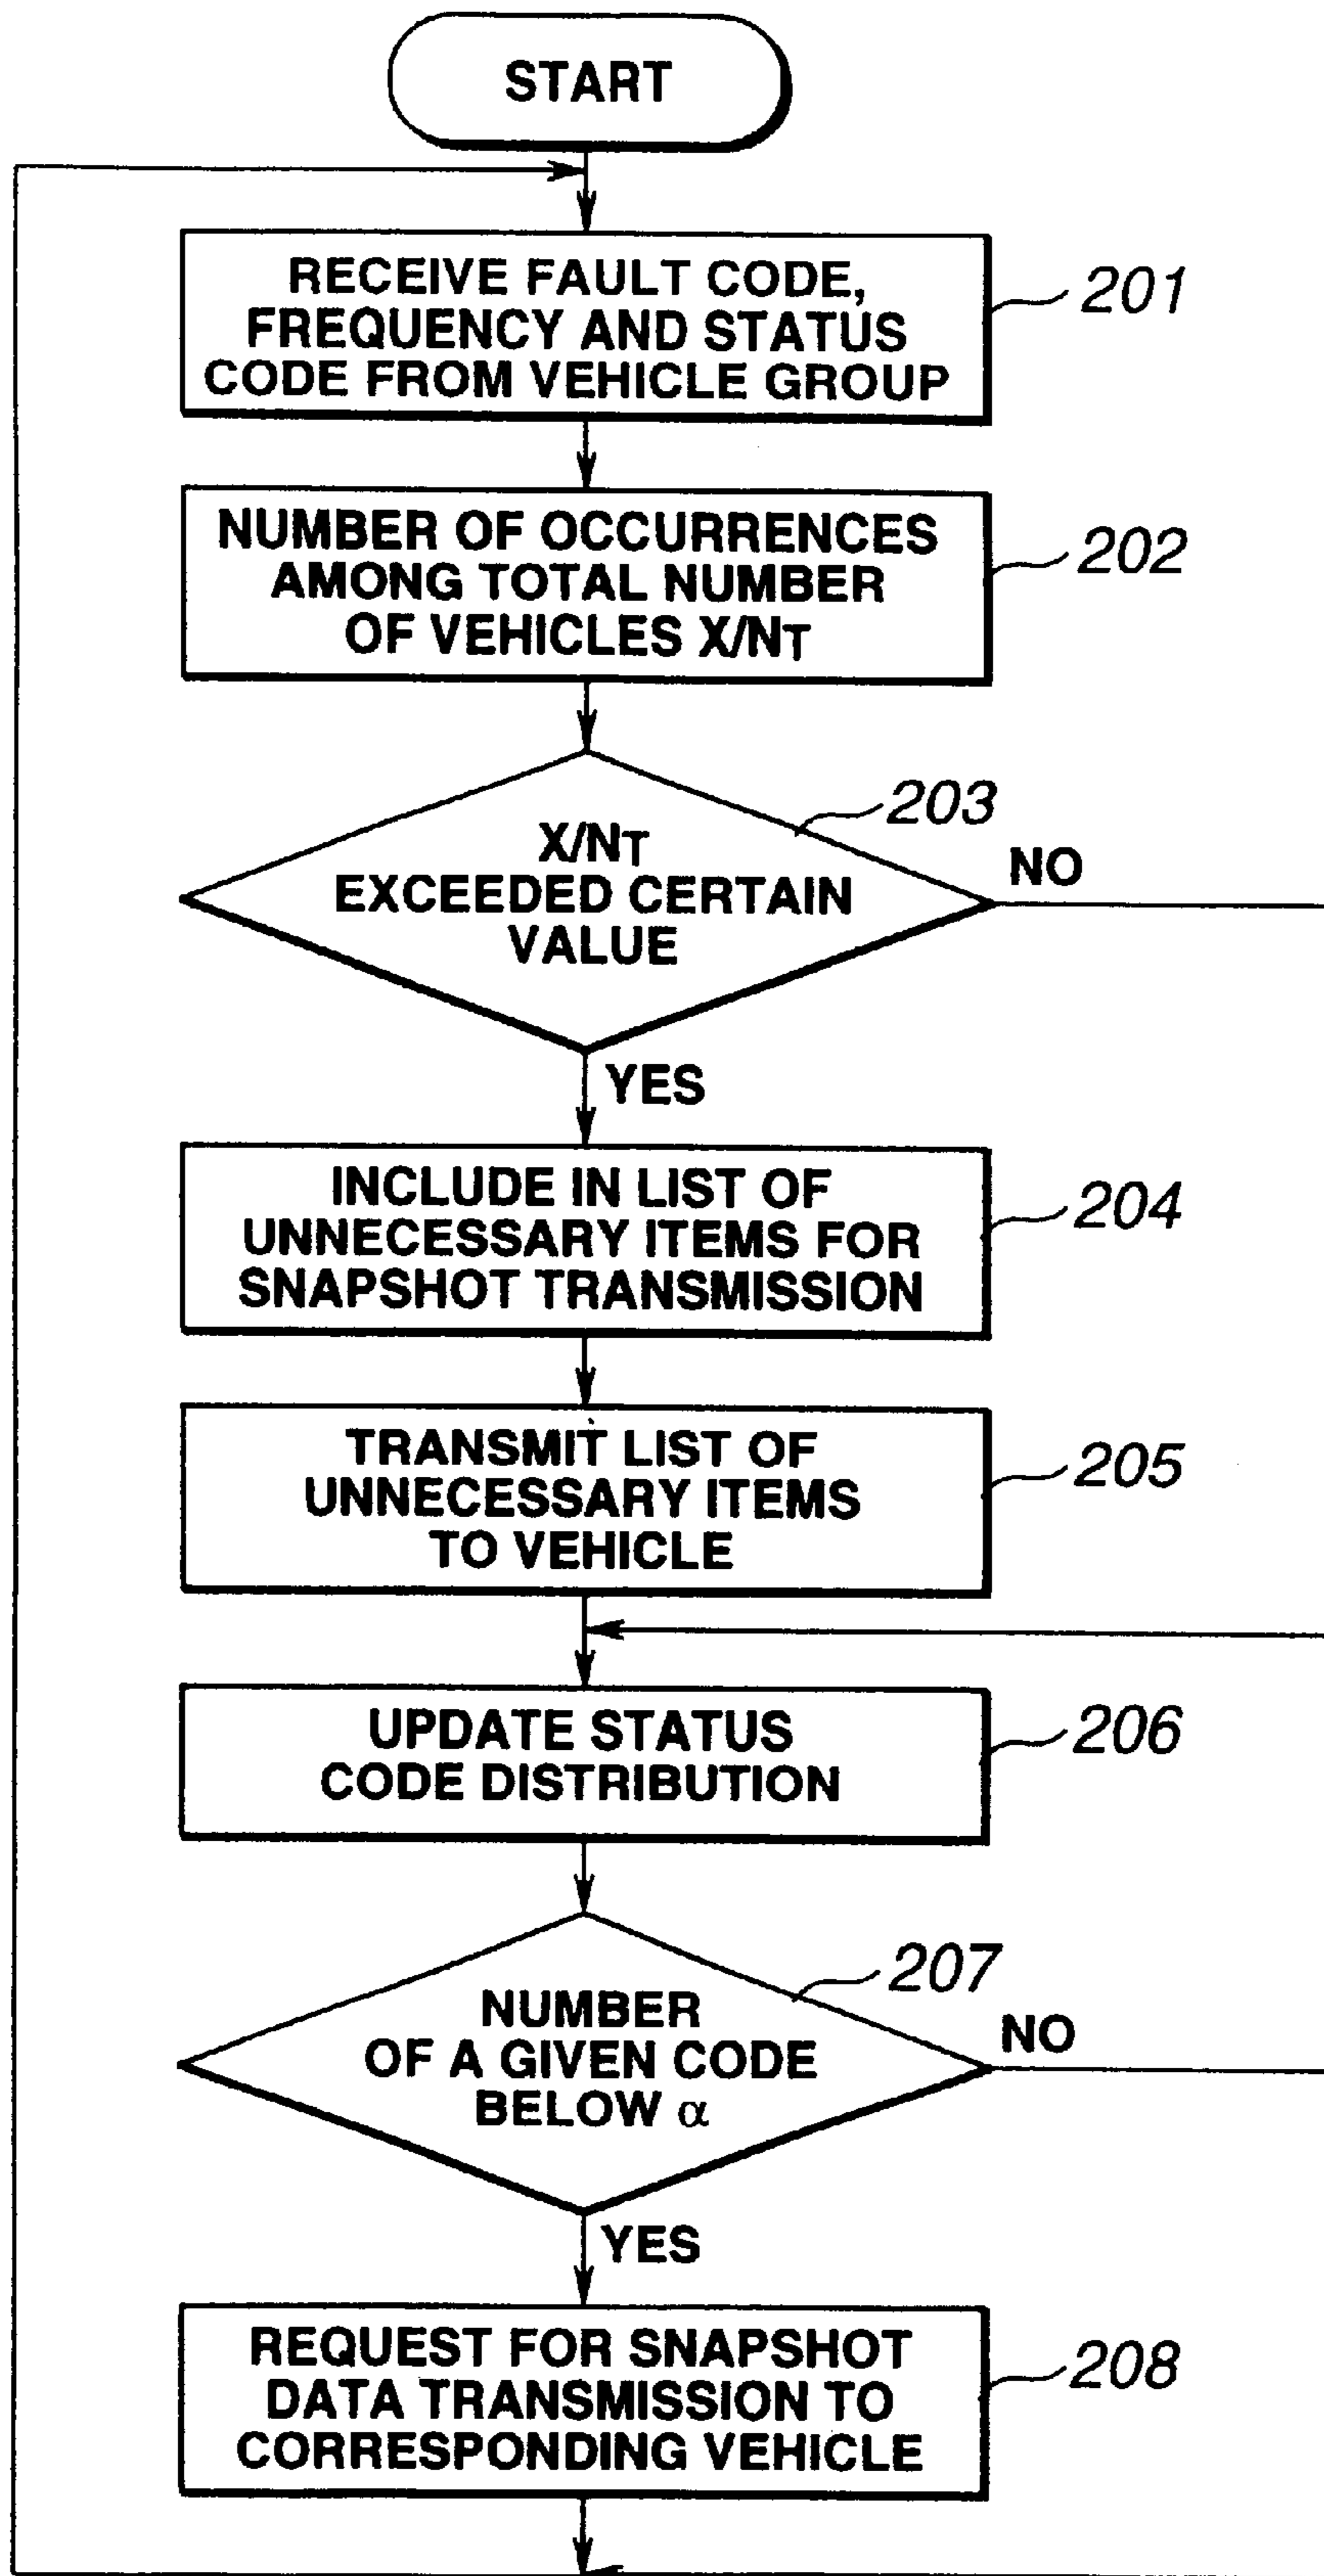 START
RECEIVE FAULT CODE,
FREQUENCY AND STATUS
CODE FROM VEHICLE GROUP
201
NUMBER OF OCCURRENCES
AMONG TOTAL NUMBER
OF VEHICLES X/NT
202
203
X/NT
EXCEEDED CERTAIN
VALUE
NO
YES
INCLUDE IN LIST OF
UNNECESSARY ITEMS FOR
SNAPSHOT TRANSMISSION
204
TRANSMIT LIST OF
UNNECESSARY ITEMS
TO VEHICLE
205
UPDATE STATUS
CODE DISTRIBUTION
206
207
NUMBER
OF A GIVEN CODE
BELOW α
NO
YES
REQUEST FOR SNAPSHOT
DATA TRANSMISSION TO
CORRESPONDING VEHICLE
208